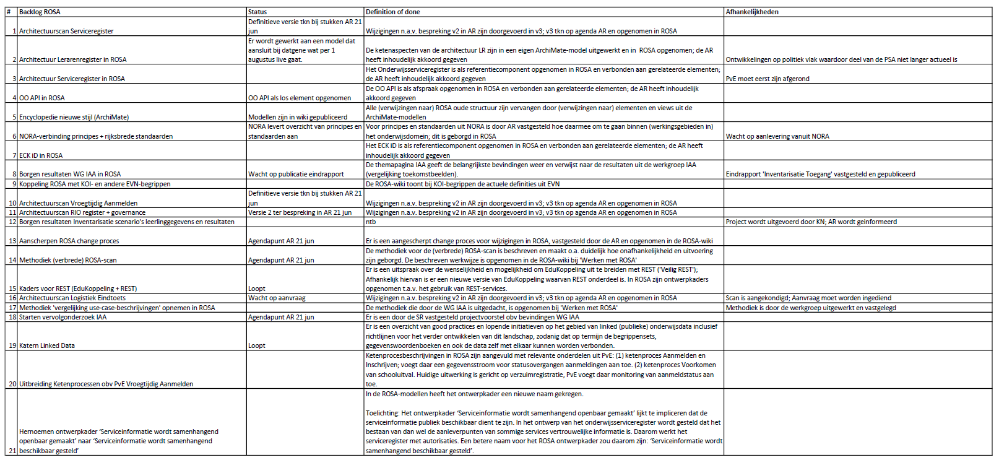 # Backlog ROSA Status Definition of done Afhankelijkheden
Definitieve versie tkn bij stukken AR 21
1 Architectuurscan Serviceregister jun Wijzigingen n.a.v. bespreking v2 in AR zijn doorgevoerd in v3; v3 tkn op agenda AR en opgenomen in ROSA
Er wordt gewerkt aan een model dat
aansluit bij datgene wat per 1 De ketenaspecten van de architectuur LR zijn in een eigen ArchiMate-model uitgewerkt en in ROSA opgenomen; de AR
2 Architectuur Lerarenregister in ROSA augustus live gaat. heeft inhoudelijk akkoord gegeven Ontwikkelingen op politiek vlak waardoor deel van de PSA niet langer actueel is
Het Onderwijsserviceregister is als referentiecomponent opgenomen in ROSA en verbonden aan gerelateerde elementen;
3 Architectuur Serviceregister in ROSA de AR heeft inhoudelijk akkoord gegeven PvE moet eerst zijn afgerond
De OO API is als afspraak opgenomen in ROSA en verbonden aan gerelateerde elementen; de AR heeft inhoudelijk
4 OO API in ROSA OO API als los element opgenomen akkoord gegeven
Alle (verwijzingen naar) ROSA oude structuur zijn vervangen door (verwijzingen naar) elementen en views uit de
5 Encyclopedie nieuwe stijl (ArchiMate) Modellen zijn in wiki gepubliceerd ArchiMate-modellen
NORA levert overzicht van principes en Voor principes en standaarden uit NORA is door AR vastgesteld hoe daarmee om te gaan binnen (werkingsgebieden in)
6 NORA-verbinding principes + rijksbrede standaarden standaarden aan het onderwijsdomein; dit is geborgd in ROSA Wacht op aanlevering vanuit NORA
Het ECK iD is als referentiecomponent opgenomen in ROSA en verbonden aan gerelateerde elementen; de AR heeft
7 ECK iD in ROSA inhoudelijk akkoord gegeven
De themapagina IAA geeft de belangrijkste bevindingen weer en verwijst naar de resultaten uit de werkgroep IAA
8 Borgen resultaten WG IAA in ROSA Wacht op publicatie eindrapport (vergelijking toekomstbeelden). Eindrapport 'Inventarisatie Toegang' vastgesteld en gepubliceerd
9 Koppeling ROSA met KOI- en andere EVN-begrippen De ROSA-wiki toont bij KOI-begrippen de actuele definities uit EVN
Definitieve versie tkn bij stukken AR 21
10 Architectuurscan Vroegtijdig Aanmelden jun Wijzigingen n.a.v. bespreking v2 in AR zijn doorgevoerd in v3; v3 tkn op agenda AR en opgenomen in ROSA
11 Architectuurscan RIO register + governance Versie 2 ter bespreking in AR 21 jun Wijzigingen n.a.v. bespreking v2 in AR zijn doorgevoerd in v3; v3 tkn op agenda AR en opgenomen in ROSA
12 Borgen resultaten Inventarisatie scenario's leerlinggegevens en resultaten ntb Project wordt uitgevoerd door KN; AR wordt geinformeerd
13 Aanscherpen ROSA change proces Agendapunt AR 21 jun Er is een aangescherpt change proces voor wijzigingen in ROSA, vastgesteld door de AR en opgenomen in de ROSA-wiki
De methodiek voor de (verbrede) ROSA-scan is beschreven en maakt o.a. duidelijk hoe onafhankelijkheid en uitvoering
14 Methodiek (verbrede) ROSA-scan Agendapunt AR 21 jun zijn geborgd. De beschreven werkwijze is opgenomen in de ROSA-wiki bij 'Werken met ROSA'
Er is een uitspraak over de wenselijkheid en mogelijkheid om EduKoppeling uit te breiden met REST ('Veilig REST');
Afhankelijk hiervan is er een nieuwe versie van EduKoppeling waarvan REST onderdeel is. In ROSA zijn ontwerpkaders
15 Kaders voor REST (EduKoppeling + REST) Loopt opgenomen t.a.v. het gebruik van REST-services.
16 Architectuurscan Logistiek Eindtoets Wacht op aanvraag Wijzigingen n.a.v. bespreking v2 in AR zijn doorgevoerd in v3; v3 tkn op agenda AR en opgenomen in ROSA Scan is aangekondigd; Aanvraag moet worden ingediend
17 Methodiek 'vergelijking use-case-beschrijvingen' opnemen in ROSA De methodiek die door de WG IAA is uitgedacht, is opgenomen bij 'Werken met ROSA' Methodiek is door de werkgroep uitgewerkt en vastgelegd
18 Starten vervolgonderzoek IAA Agendapunt AR 21 jun Er is een door de SR vastgesteld projectvoorstel obv bevindingen WG IAA
Er is een overzicht van good practices en lopende initiatieven op het gebied van linked (publieke) onderwijsdata inclusief
richtlijnen voor het verder ontwikkelen van dit landschap, zodanig dat op termijn de begrippensets,
19 Katern Linked Data Loopt gegevenswoordenboeken en ook de data zelf met elkaar kunnen worden verbonden.
Ketenprocesbeschrijvingen in ROSA zijn aangevuld met relevante onderdelen uit PvE: (1) ketenproces Aanmelden en
Inschrijven; voegt daar een gegevensstroom voor statusovergangen aanmeldingen aan toe. (2) ketenproces Voorkomen
van schooluitval. Huidige uitwerking is gericht op verzuimregistratie, PvE voegt daar monitoring van aanmeldstatus aan
20 Uitbreiding Ketenprocessen obv PvE Vroegtijdig Aanmelden toe.
In de ROSA-modellen heeft het ontwerpkader een nieuwe naam gekregen.
Toelichting: Het ontwerpkader ‘Serviceinformatie wordt samenhangend openbaar gemaakt’ lijkt te impliceren dat de
serviceinformatie publiek beschikbaar dient te zijn. In het ontwerp van het onderwijsserviceregister wordt gesteld dat het
Hernoemen ontwerpkader ‘Serviceinformatie wordt samenhangend bestaan van dan wel de aanleverpunten van sommige services vertrouwelijke informatie is. Daarom werkt het
openbaar gemaakt’ naar ‘Serviceinformatie wordt samenhangend serviceregister met autorisaties. Een betere naam voor het ROSA ontwerpkader zou daarom zijn: ‘Serviceinformatie wordt
21 beschikbaar gesteld’ samenhangend beschikbaar gesteld’.